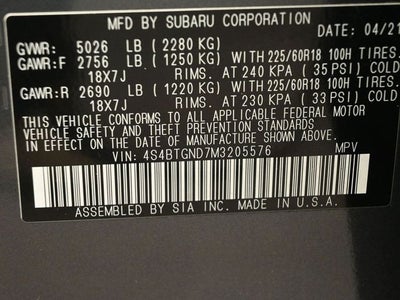 MFD BY SUBARU CORPORATION
DATE: 04/21
GVWR: 5026 LB (2280 KG)
GAWR:F 2756 LB (1250 KG) WITH 225/60R18 100H TIRES.
18X7J RIMS. AT 240 KPA (35 PSI) COLD
GAWR:R 2690 LB (1220 KG) WITH 225/60R18 100H TIRES.
18X7J RIMS. AT 230 KPA (33 PSI) COLD
THIS VEHICLE CONFORMS TO ALL APPLICABLE FEDERAL MOTOR
VEHICLE SAFETY AND THEFT PREVENTION STANDARDS
IN EFFECT ON THE DATE OF MANUFACTURE SHOWN ABOVE.
VIN: 4S4BTGND7M3205576 MPV
ASSEMBLED BY SIA INC. MADE IN U.S.A.